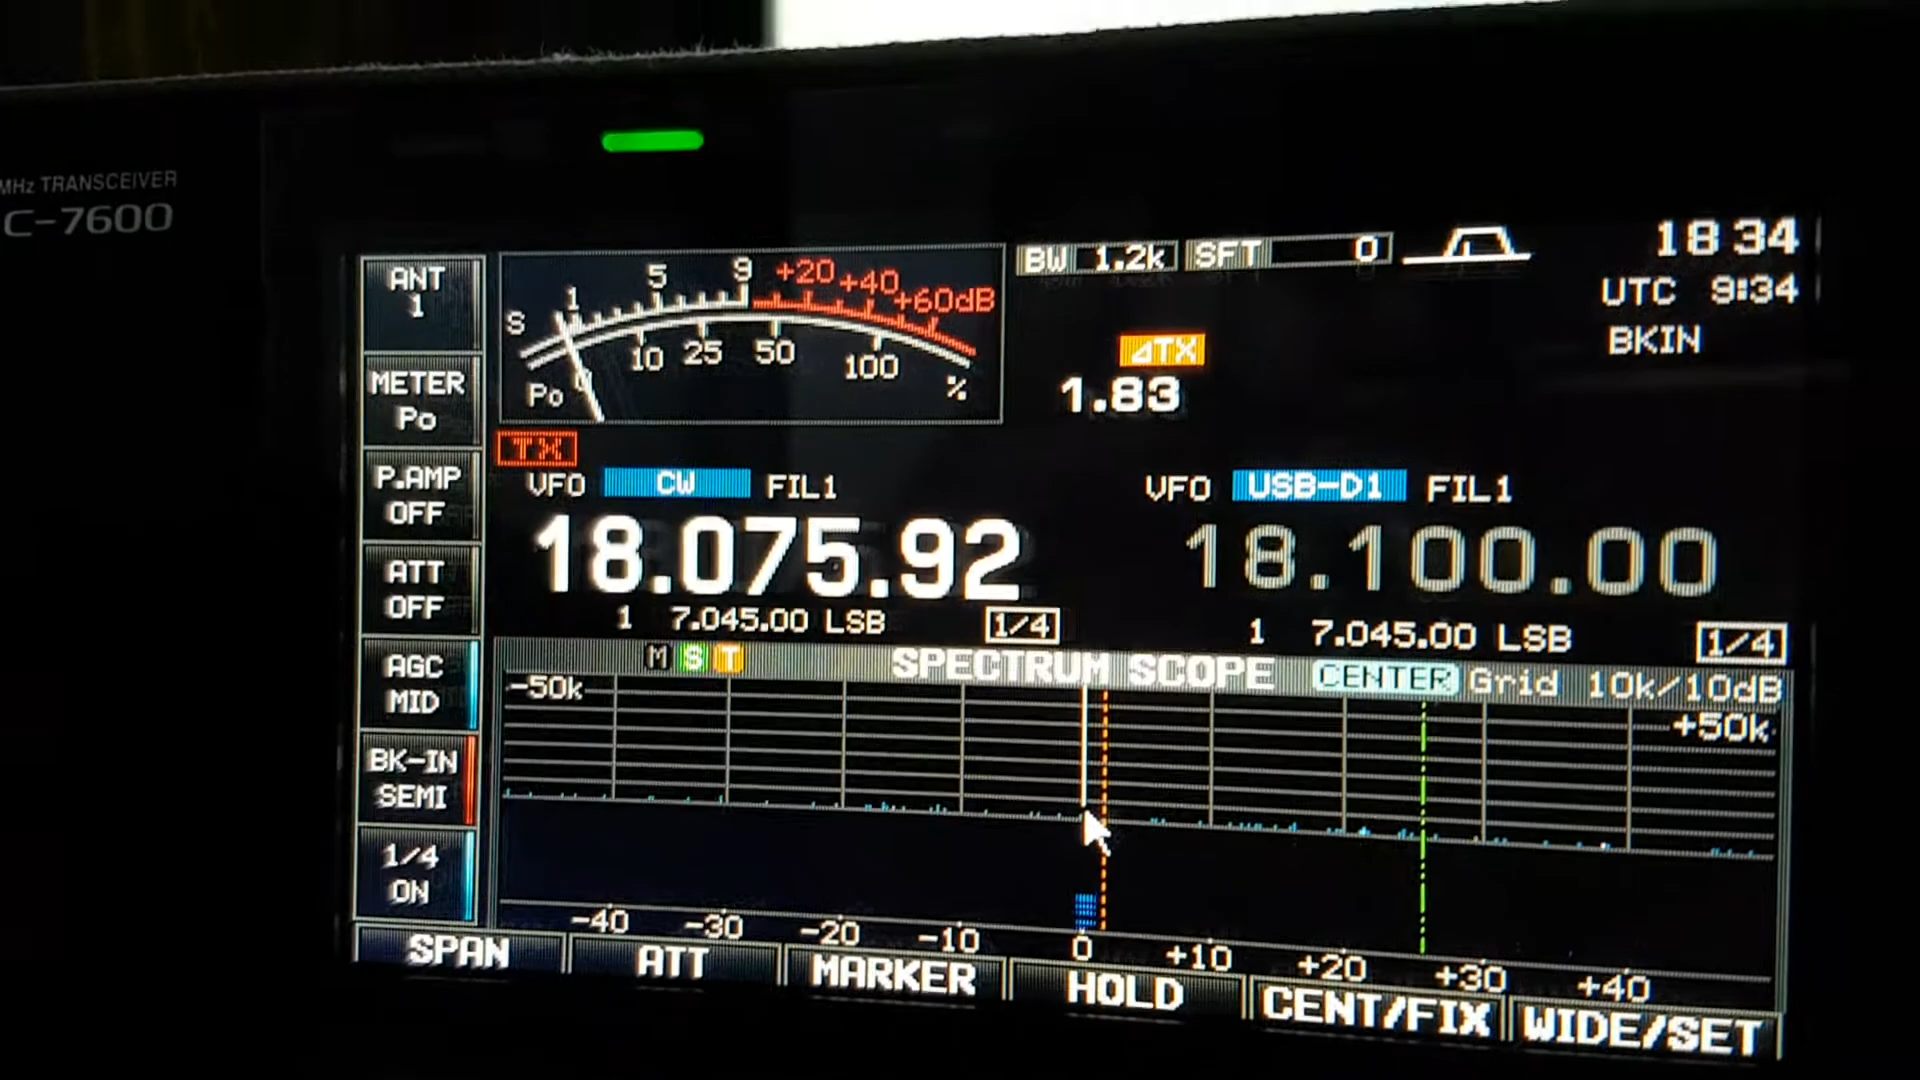 MHz TRANSCEIVER
C-7600
ANT
1
METER
Po
P.AMP
OFF
ATT
OFF
AGC
MID
BK-IN
SEMI
1/4
ON
S 1 5 9 +20 +40 +60dB
Po 0 10 25 50 100 %
BW 1.2k SFT 0
18 34
UTC 9:34
BKIN
⊿TX
1.83
TX
VFO CW FIL1
18.075.92
1 7.045.00 LSB 1/4
VFO USB-D1 FIL1
18.100.00
1 7.045.00 LSB 1/4
M S T SPECTRUM SCOPE CENTER Grid 10k/10dB
-50k +50k
-40 -30 -20 -10 0 +10 +20 +30 +40
SPAN ATT MARKER HOLD CENT/FIX WIDE/SET